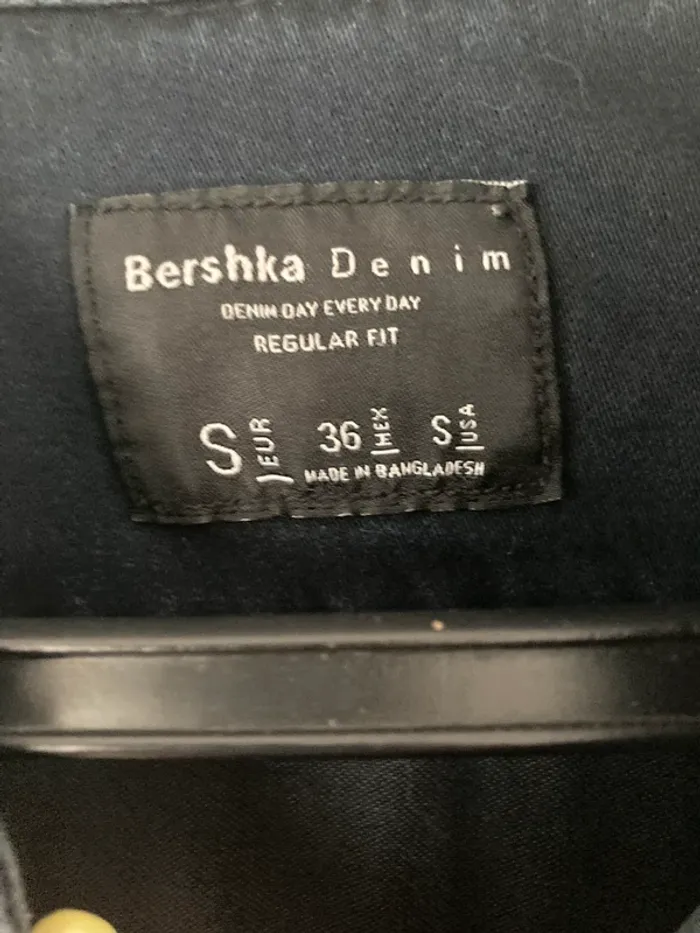 Bershka Denim
DENIM DAY EVERY DAY
REGULAR FIT
S EUR 36 MEX S USA
MADE IN BANGLADESH